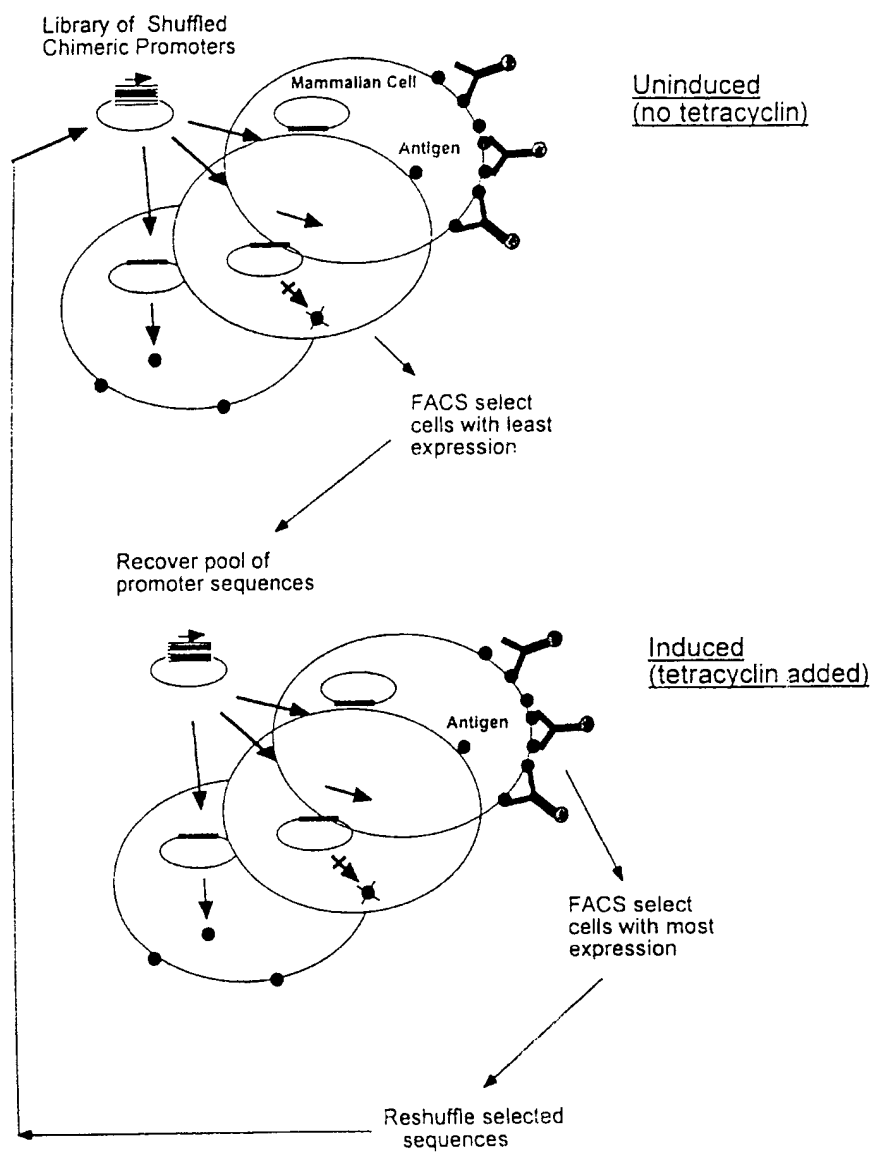 Library of Shuffled
Chimeric Promoters
Mammalian Cell
Uninduced
(no tetracyclin)
Antigen
FACS select
cells with least
expression
Recover pool of
promoter sequences
Induced
(tetracyclin added)
Antigen
FACS select
cells with most
expression
Reshuffle selected
sequences